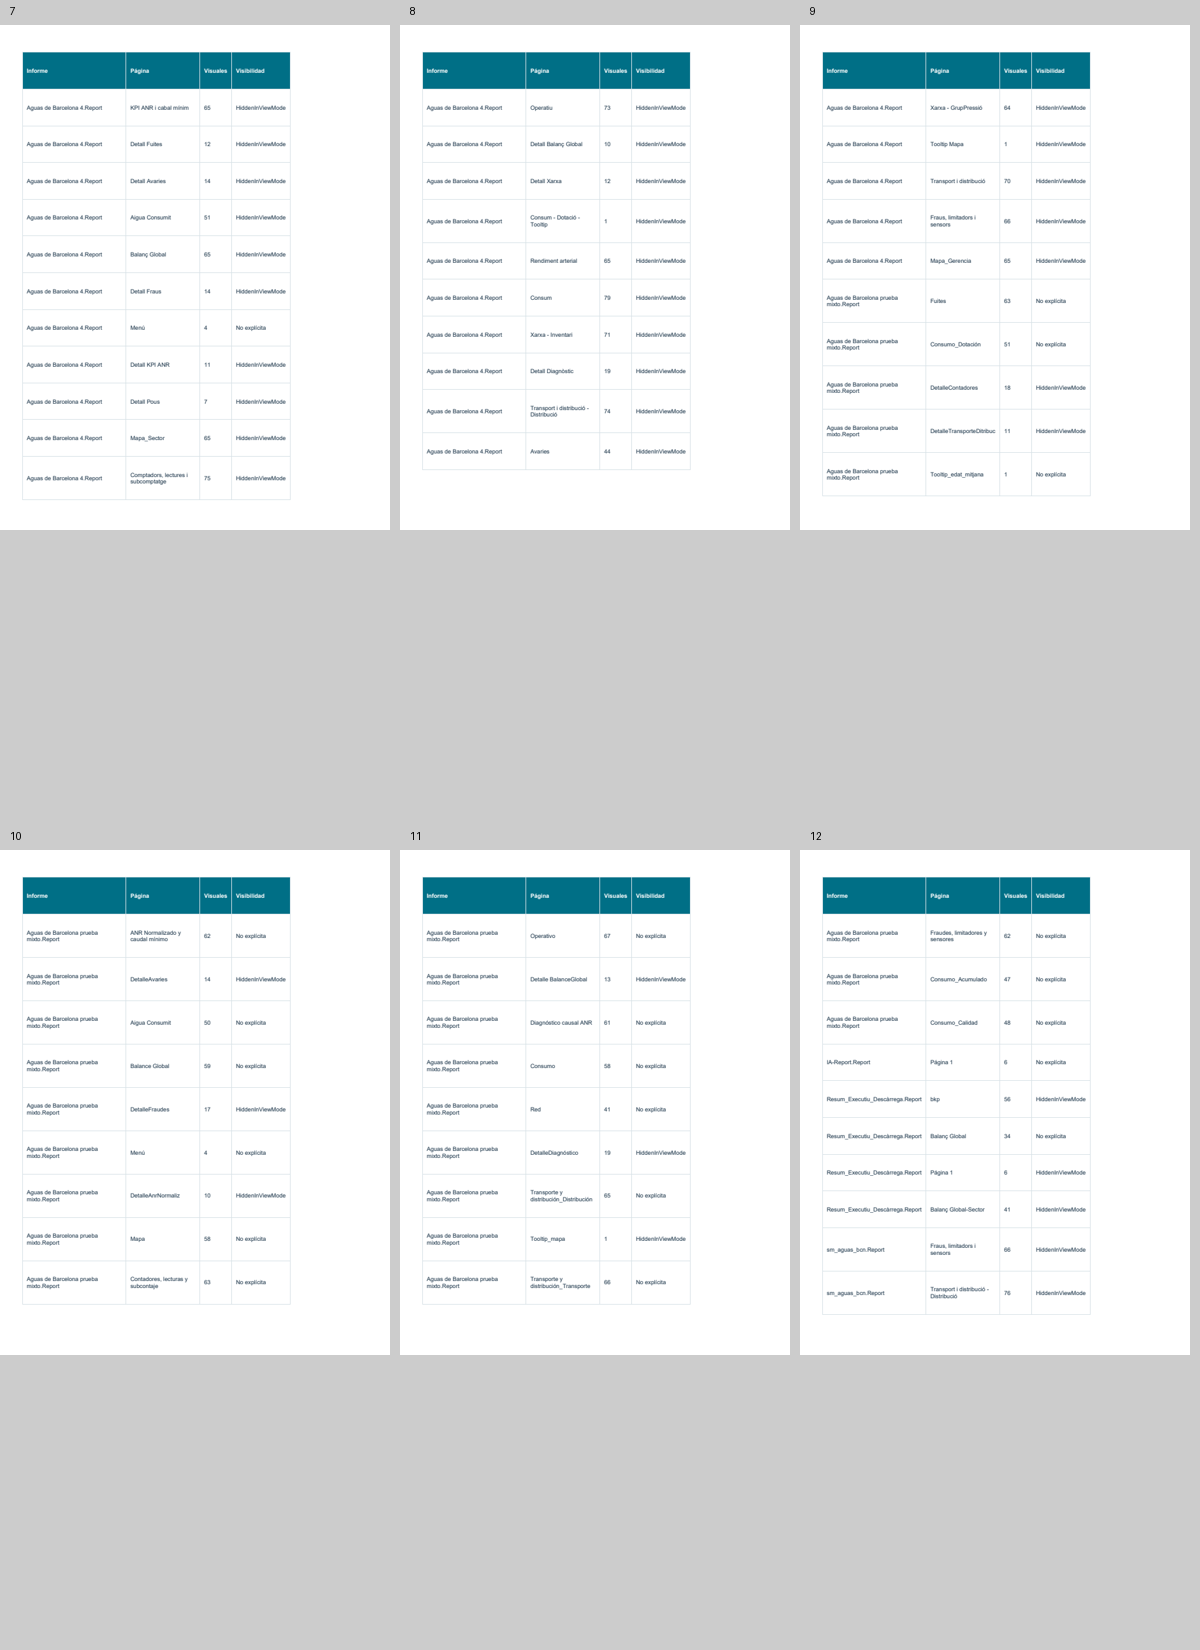 7
Informe Página Visuales Visibilidad
Aguas de Barcelona 4.Report KPI ANR i cabal mínim 65 HiddenInViewMode
Aguas de Barcelona 4.Report Detall Fuites 12 HiddenInViewMode
Aguas de Barcelona 4.Report Detall Avaries 14 HiddenInViewMode
Aguas de Barcelona 4.Report Aigua Consumit 51 HiddenInViewMode
Aguas de Barcelona 4.Report Balanç Global 65 HiddenInViewMode
Aguas de Barcelona 4.Report Detall Fraus 14 HiddenInViewMode
Aguas de Barcelona 4.Report Menú 4 No explícita
Aguas de Barcelona 4.Report Detall KPI ANR 11 HiddenInViewMode
Aguas de Barcelona 4.Report Detall Pous 7 HiddenInViewMode
Aguas de Barcelona 4.Report Mapa_Sector 65 HiddenInViewMode
Aguas de Barcelona 4.Report Comptadors, lectures i
subcomptatge 75 HiddenInViewMode
8
Informe Página Visuales Visibilidad
Aguas de Barcelona 4.Report Operatiu 73 HiddenInViewMode
Aguas de Barcelona 4.Report Detall Balanç Global 10 HiddenInViewMode
Aguas de Barcelona 4.Report Detall Xarxa 12 HiddenInViewMode
Aguas de Barcelona 4.Report Consum - Dotació -
Tooltip 1 HiddenInViewMode
Aguas de Barcelona 4.Report Rendiment arterial 65 HiddenInViewMode
Aguas de Barcelona 4.Report Consum 79 HiddenInViewMode
Aguas de Barcelona 4.Report Xarxa - Inventari 71 HiddenInViewMode
Aguas de Barcelona 4.Report Detall Diagnòstic 19 HiddenInViewMode
Aguas de Barcelona 4.Report Transport i distribució -
Distribució 74 HiddenInViewMode
Aguas de Barcelona 4.Report Avaries 44 HiddenInViewMode
9
Informe Página Visuales Visibilidad
Aguas de Barcelona 4.Report Xarxa - GrupPressió 64 HiddenInViewMode
Aguas de Barcelona 4.Report Tooltip Mapa 1 HiddenInViewMode
Aguas de Barcelona 4.Report Transport i distribució 70 HiddenInViewMode
Aguas de Barcelona 4.Report Fraus, limitadors i
sensors 66 HiddenInViewMode
Aguas de Barcelona 4.Report Mapa_Gerencia 65 HiddenInViewMode
Aguas de Barcelona prueba
mixto.Report Fuites 63 No explícita
Aguas de Barcelona prueba
mixto.Report Consumo_Dotación 51 No explícita
Aguas de Barcelona prueba
mixto.Report DetalleContadores 18 HiddenInViewMode
Aguas de Barcelona prueba
mixto.Report DetalleTransporteDitribuc 11 HiddenInViewMode
Aguas de Barcelona prueba
mixto.Report Tooltip_edat_mitjana 1 No explícita
10
Informe Página Visuales Visibilidad
Aguas de Barcelona prueba
mixto.Report ANR Normalizado y
caudal mínimo 62 No explícita
Aguas de Barcelona prueba
mixto.Report DetalleAvaries 14 HiddenInViewMode
Aguas de Barcelona prueba
mixto.Report Aigua Consumit 50 No explícita
Aguas de Barcelona prueba
mixto.Report Balance Global 59 No explícita
Aguas de Barcelona prueba
mixto.Report DetalleFraudes 17 HiddenInViewMode
Aguas de Barcelona prueba
mixto.Report Menú 4 No explícita
Aguas de Barcelona prueba
mixto.Report DetalleAnrNormaliz 10 HiddenInViewMode
Aguas de Barcelona prueba
mixto.Report Mapa 58 No explícita
Aguas de Barcelona prueba
mixto.Report Contadores, lecturas y
subcontaje 63 No explícita
11
Informe Página Visuales Visibilidad
Aguas de Barcelona prueba
mixto.Report Operativo 67 No explícita
Aguas de Barcelona prueba
mixto.Report Detalle BalanceGlobal 13 HiddenInViewMode
Aguas de Barcelona prueba
mixto.Report Diagnóstico causal ANR 61 No explícita
Aguas de Barcelona prueba
mixto.Report Consumo 58 No explícita
Aguas de Barcelona prueba
mixto.Report Red 41 No explícita
Aguas de Barcelona prueba
mixto.Report DetalleDiagnóstico 19 HiddenInViewMode
Aguas de Barcelona prueba
mixto.Report Transporte y
distribución_Distribución 65 No explícita
Aguas de Barcelona prueba
mixto.Report Tooltip_mapa 1 HiddenInViewMode
Aguas de Barcelona prueba
mixto.Report Transporte y
distribución_Transporte 66 No explícita
12
Informe Página Visuales Visibilidad
Aguas de Barcelona prueba
mixto.Report Fraudes, limitadores y
sensores 62 No explícita
Aguas de Barcelona prueba
mixto.Report Consumo_Acumulado 47 No explícita
Aguas de Barcelona prueba
mixto.Report Consumo_Calidad 48 No explícita
IA-Report.Report Página 1 6 No explícita
Resum_Executiu_Descàrrega.Report bkp 56 HiddenInViewMode
Resum_Executiu_Descàrrega.Report Balanç Global 34 No explícita
Resum_Executiu_Descàrrega.Report Página 1 6 HiddenInViewMode
Resum_Executiu_Descàrrega.Report Balanç Global-Sector 41 HiddenInViewMode
sm_aguas_bcn.Report Fraus, limitadors i
sensors 66 HiddenInViewMode
sm_aguas_bcn.Report Transport i distribució -
Distribució 76 HiddenInViewMode